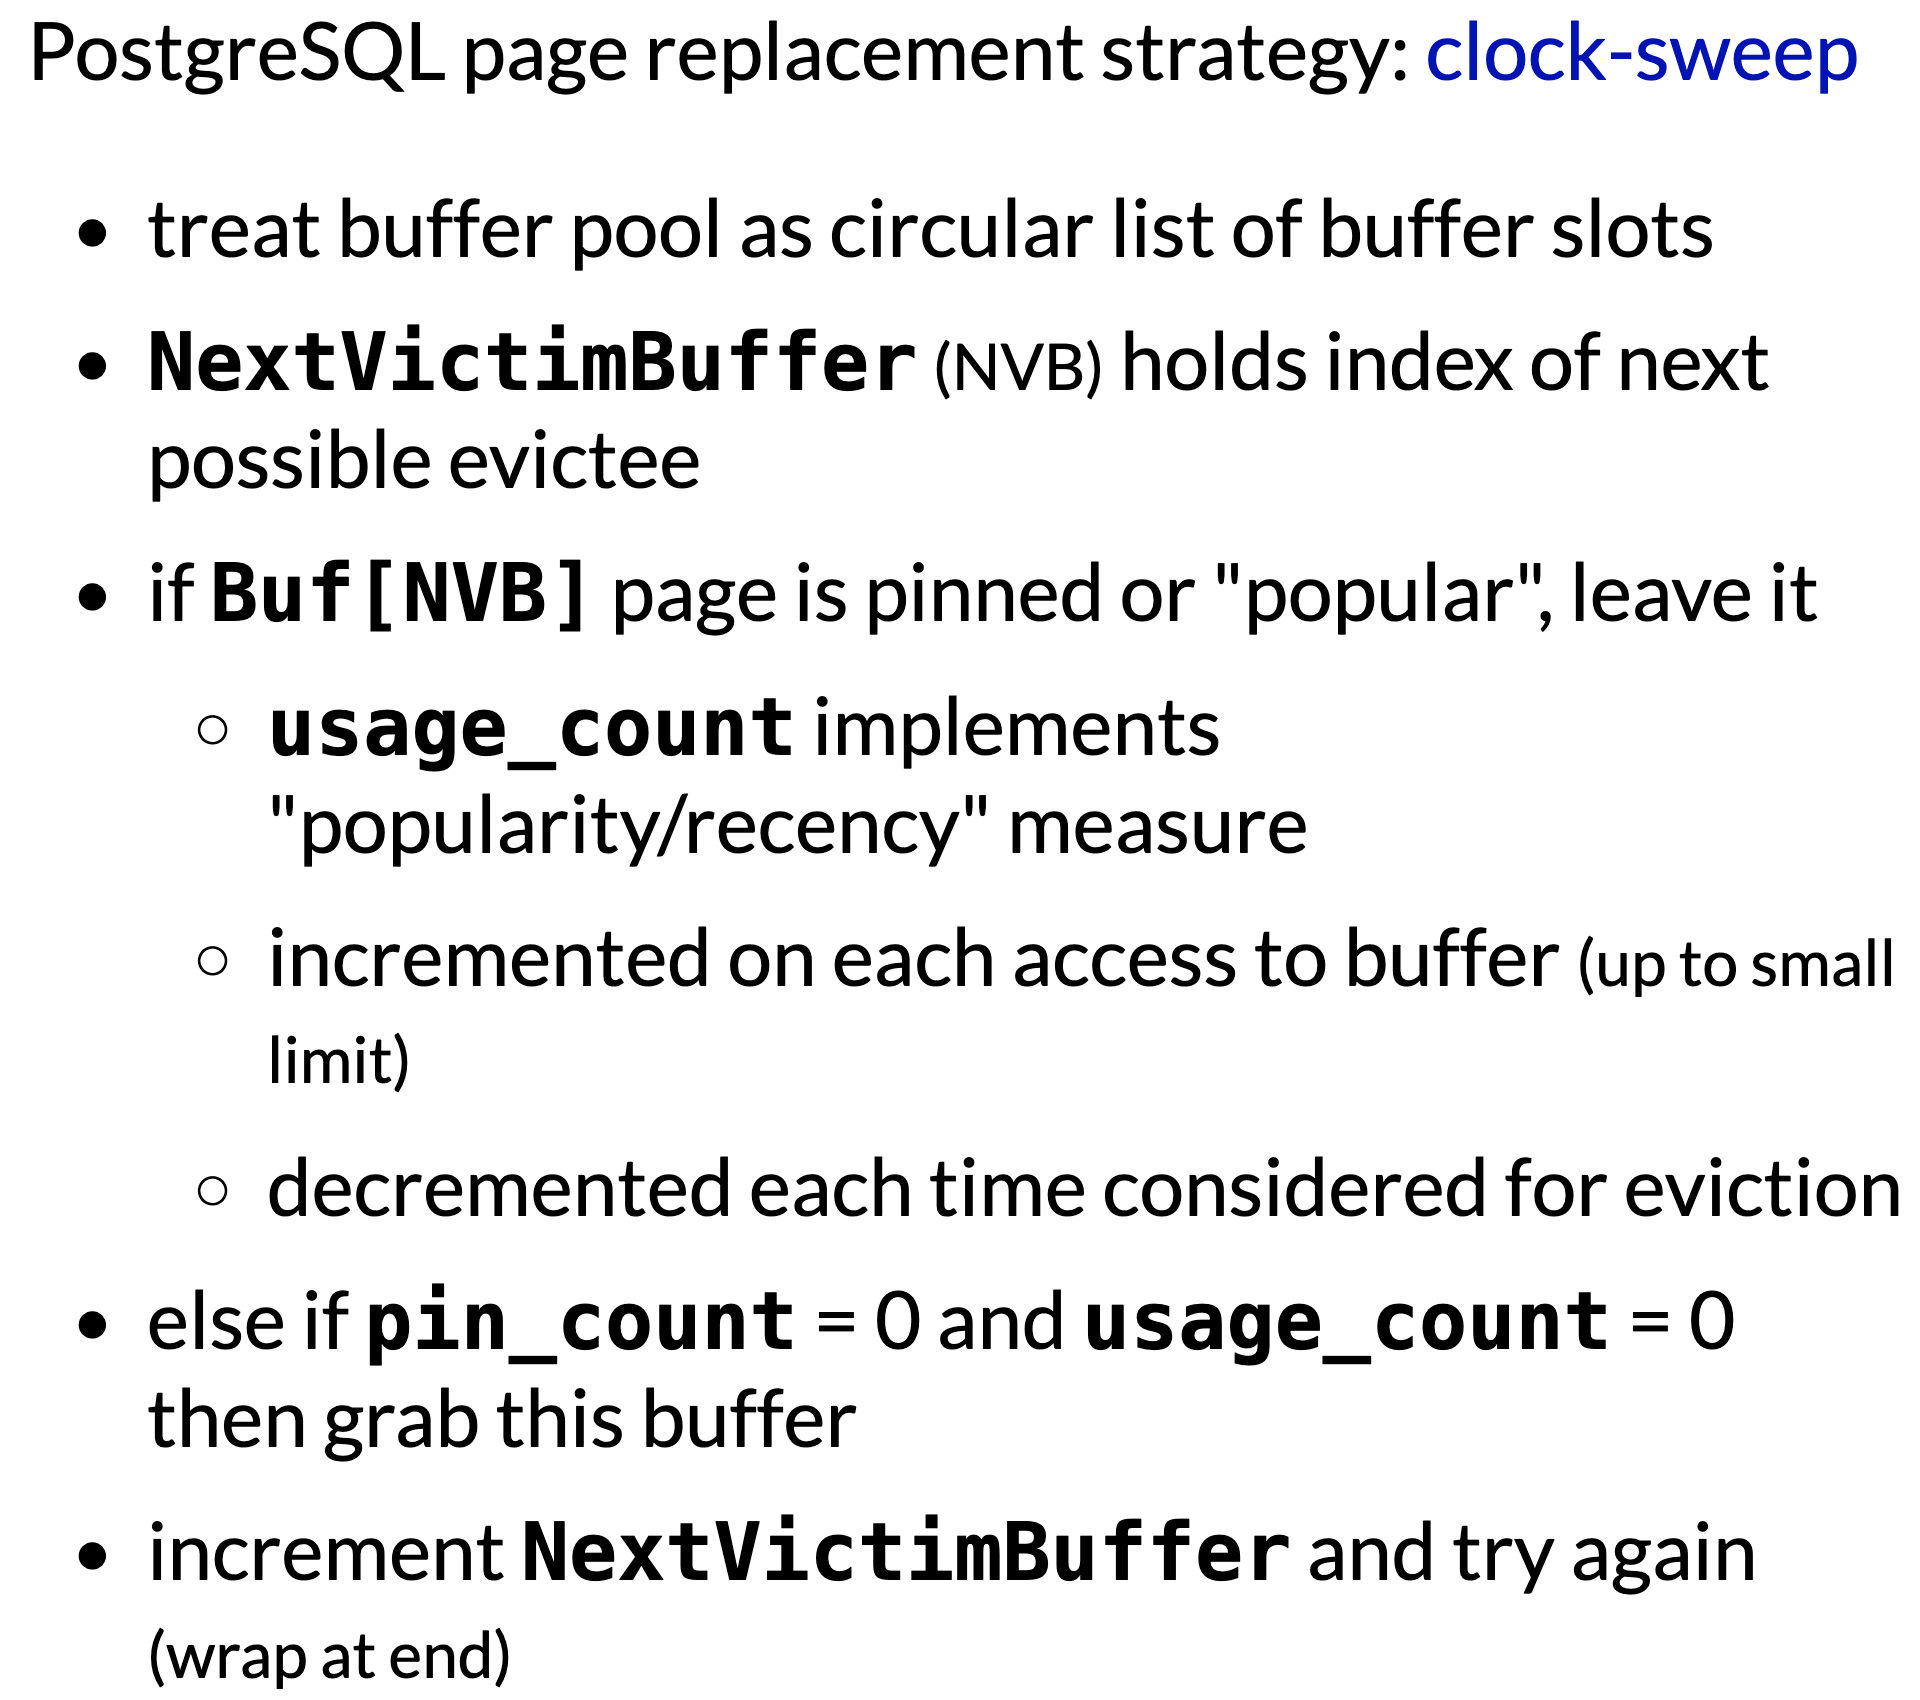 PostgreSQL page replacement strategy: clock-sweep
• treat buffer pool as circular list of buffer slots
• NextVictimBuffer (NVB) holds index of next
possible evictee
• if Buf[NVB] page is pinned or "popular", leave it
○ usage_count implements
"popularity/recency" measure
○ incremented on each access to buffer (up to small
limit)
○ decremented each time considered for eviction
• else if pin_count = 0 and usage_count = 0
then grab this buffer
• increment NextVictimBuffer and try again
(wrap at end)